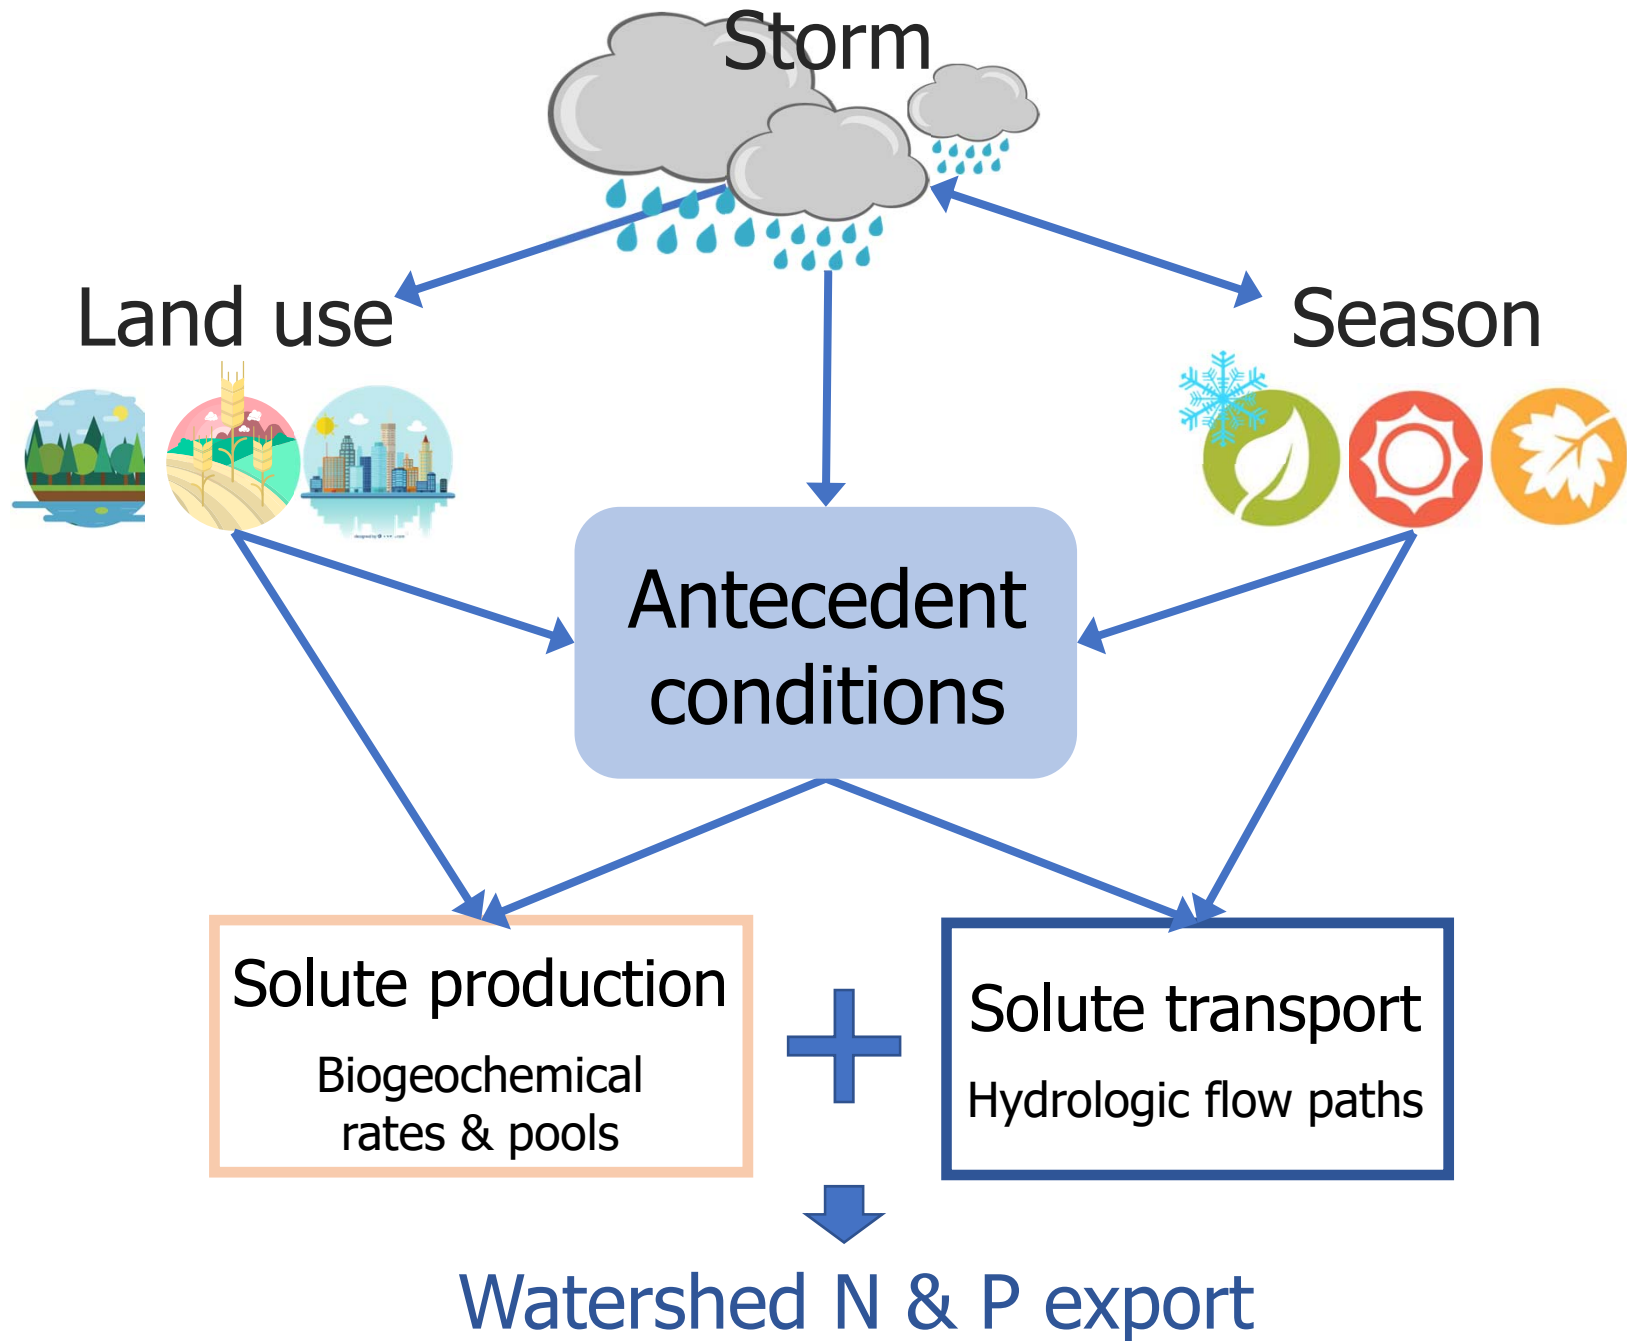 Storm
Land use
Season
Antecedent
conditions
Solute production
Biogeochemical
rates & pools
Solute transport
Hydrologic flow paths
Watershed N & P export